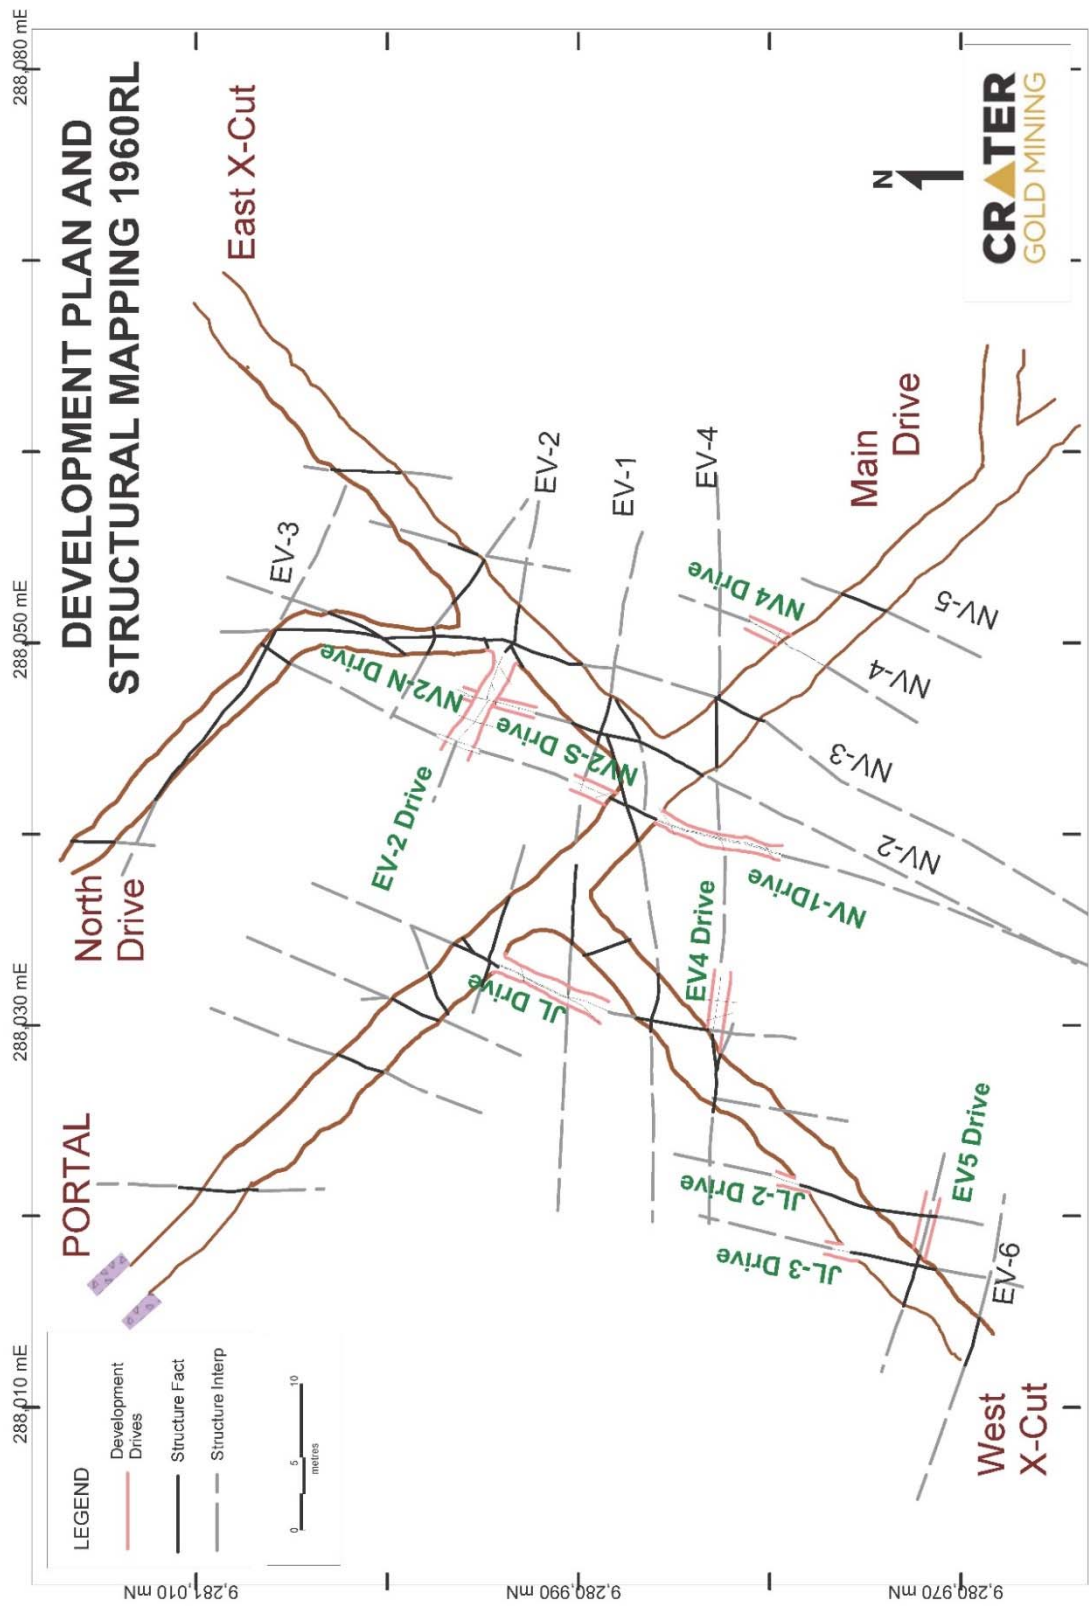 DEVELOPMENT PLAN AND
STRUCTURAL MAPPING 1960RL
288,010 mE
288,030 mE
288,050 mE
288,080 mE
9,281,010 mN
9,280,990 mN
9,280,970 mN
LEGEND
Development
Drives
Structure Fact
Structure Interp
0 5 10
metres
PORTAL
North
Drive
East X-Cut
EV-3
NV2-N Drive
EV-2 Drive
EV-2
NV2-S Drive
JL Drive
EV-1
EV-4
EV4 Drive
NV4 Drive
NV-1Drive
JL-2 Drive
JL-3 Drive
Main
Drive
NV-2
NV-3
NV-4
NV-5
EV5 Drive
EV-6
West
X-Cut
N
CRATER
GOLD MINING